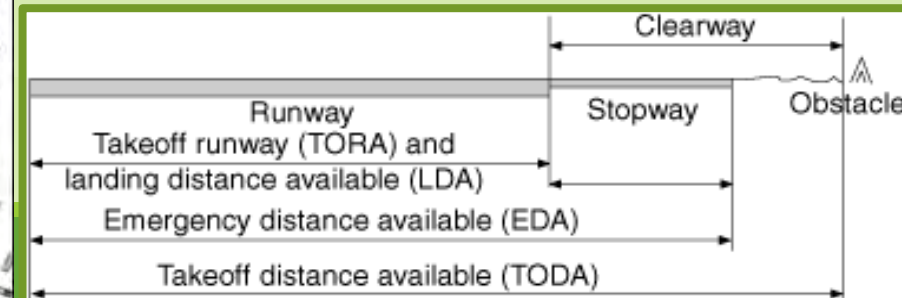 Clearway
Runway
Stopway
Obstacle
Takeoff runway (TORA) and
landing distance available (LDA)
Emergency distance available (EDA)
Takeoff distance available (TODA)